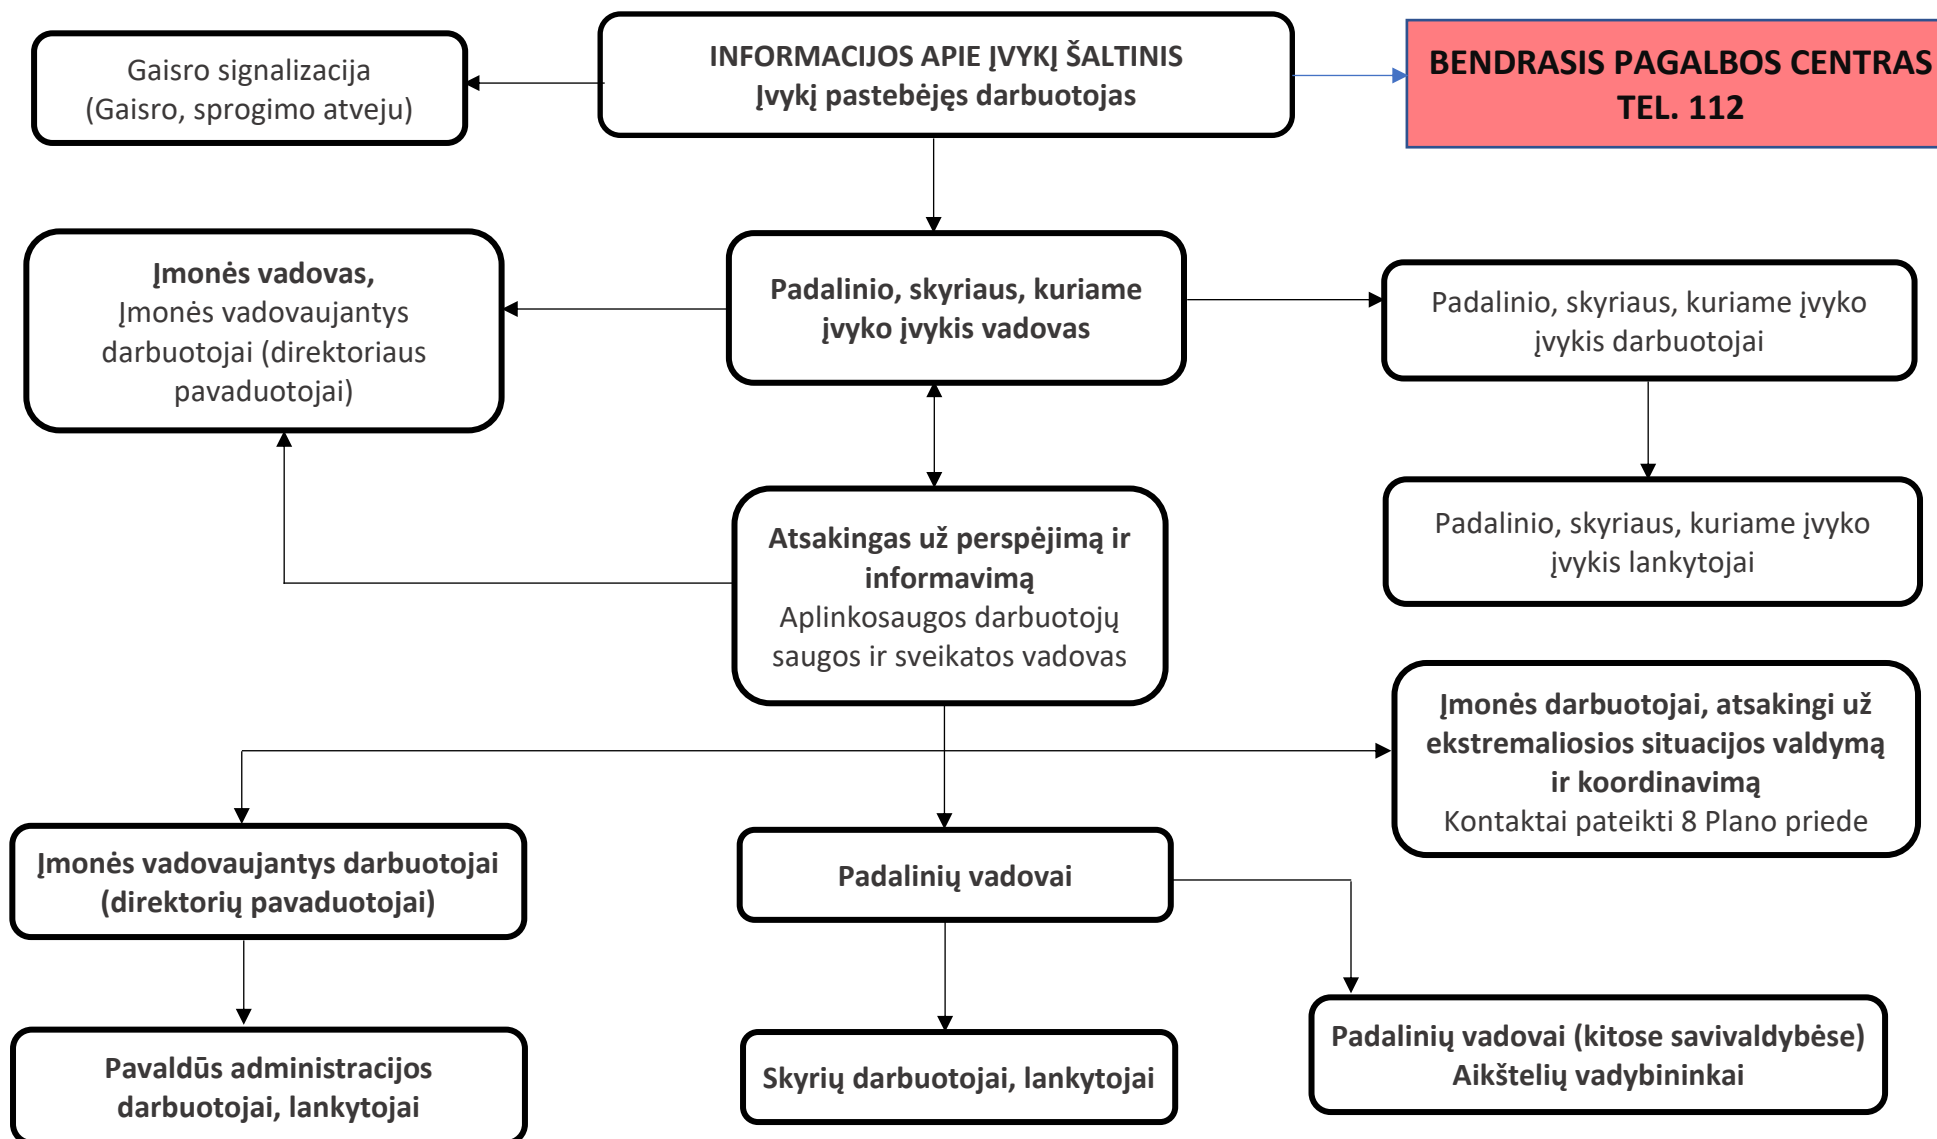 Gaisro signalizacija
(Gaisro, sprogimo atveju)
INFORMACIJOS APIE ĮVYKĮ ŠALTINIS
Įvykį pastebėjęs darbuotojas
BENDRASIS PAGALBOS CENTRAS
TEL. 112
Įmonės vadovas,
Įmonės vadovaujantys
darbuotojai (direktoriaus
pavaduotojai)
Padalinio, skyriaus, kuriame
įvyko įvykis vadovas
Padalinio, skyriaus, kuriame įvyko
įvykis darbuotojai
Padalinio, skyriaus, kuriame įvyko
įvykis lankytojai
Atsakingas už perspėjimą ir
informavimą
Aplinkosaugos darbuotojų
saugos ir sveikatos vadovas
Įmonės darbuotojai, atsakingi už
ekstremaliosios situacijos valdymą
ir koordinavimą
Kontaktai pateikti 8 Plano priede
Įmonės vadovaujantys darbuotojai
(direktorių pavaduotojai)
Padalinių vadovai
Pavaldūs administracijos
darbuotojai, lankytojai
Skyrių darbuotojai, lankytojai
Padalinių vadovai (kitose savivaldybėse)
Aikštelių vadybininkai